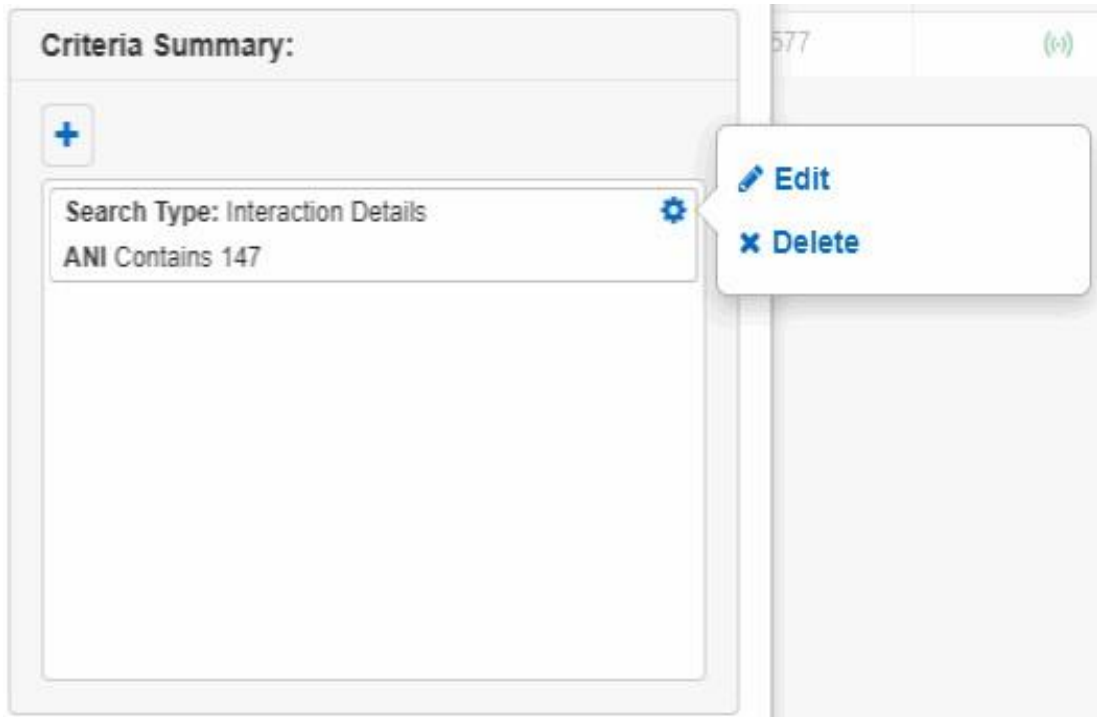 Criteria Summary:
577
Edit
Search Type: Interaction Details
Delete
ANI Contains 147